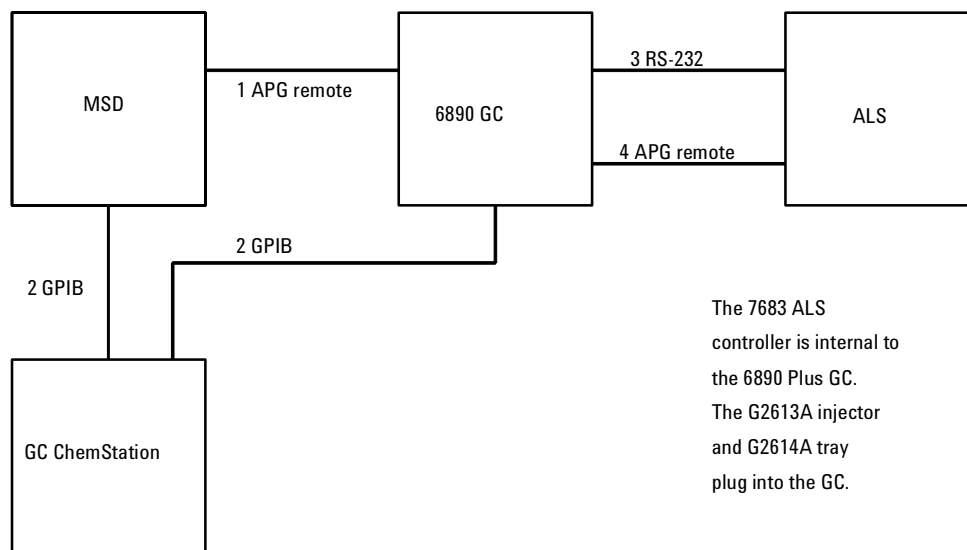 MSD
1 APG remote
6890 GC
3 RS-232
4 APG remote
ALS
2 GPIB
2 GPIB
GC ChemStation
The 7683 ALS
controller is internal to
the 6890 Plus GC.
The G2613A injector
and G2614A tray
plug into the GC.